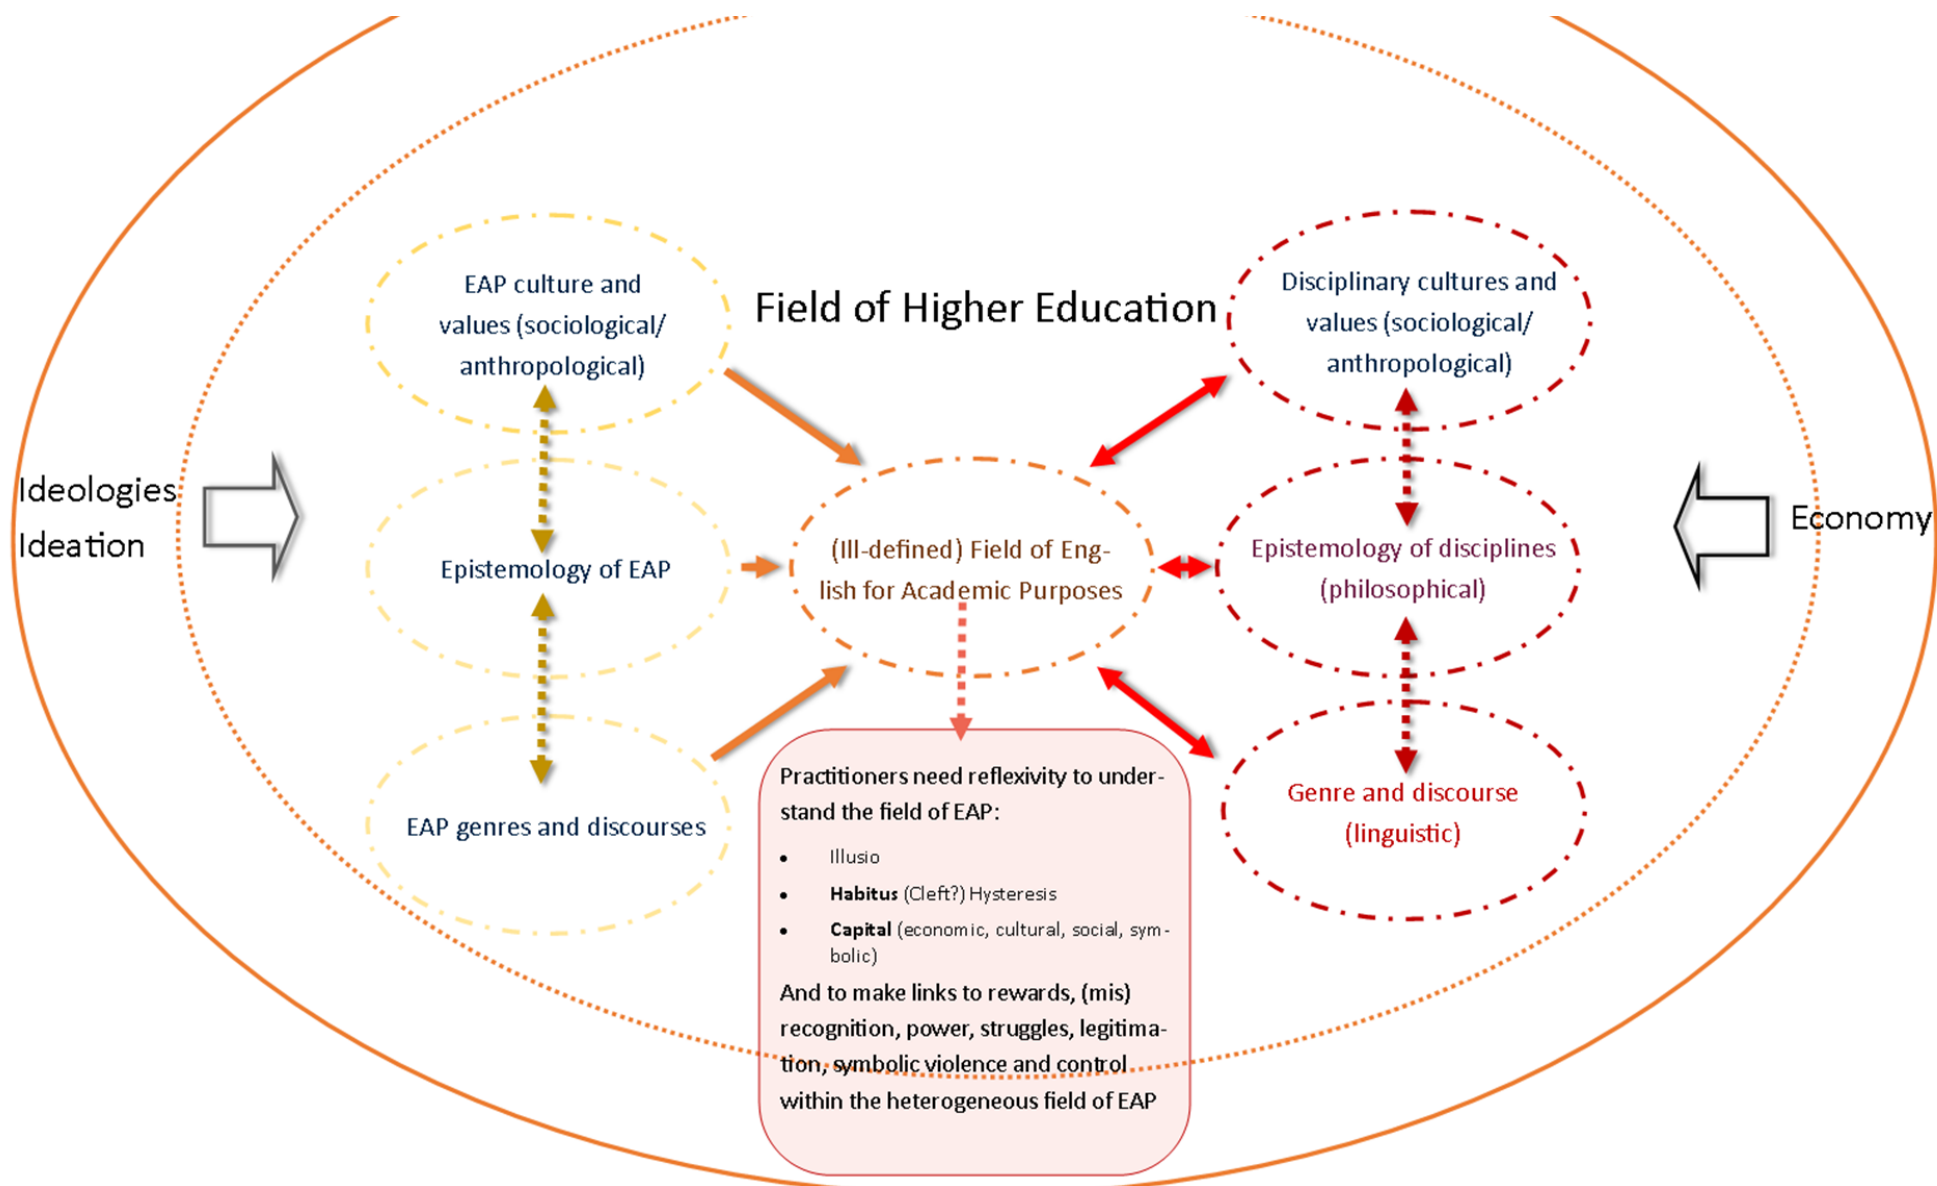 EAP culture and
values (sociological/
anthropological)
Field of Higher Education
Disciplinary cultures and
values (sociological/
anthropological)
Ideologies
Ideation
Economy
Epistemology of EAP
(Ill-defined) Field of Eng-
lish for Academic Purposes
Epistemology of disciplines
(philosophical)
EAP genres and discourses
Genre and discourse
(linguistic)
Practitioners need reflexivity to under-
stand the field of EAP:
• Illusio
• Habitus (Cleft?) Hysteresis
• Capital (economic, cultural, social, sym-
bolic)
And to make links to rewards, (mis)
recognition, power, struggles, legitima-
tion, symbolic violence and control
within the heterogeneous field of EAP